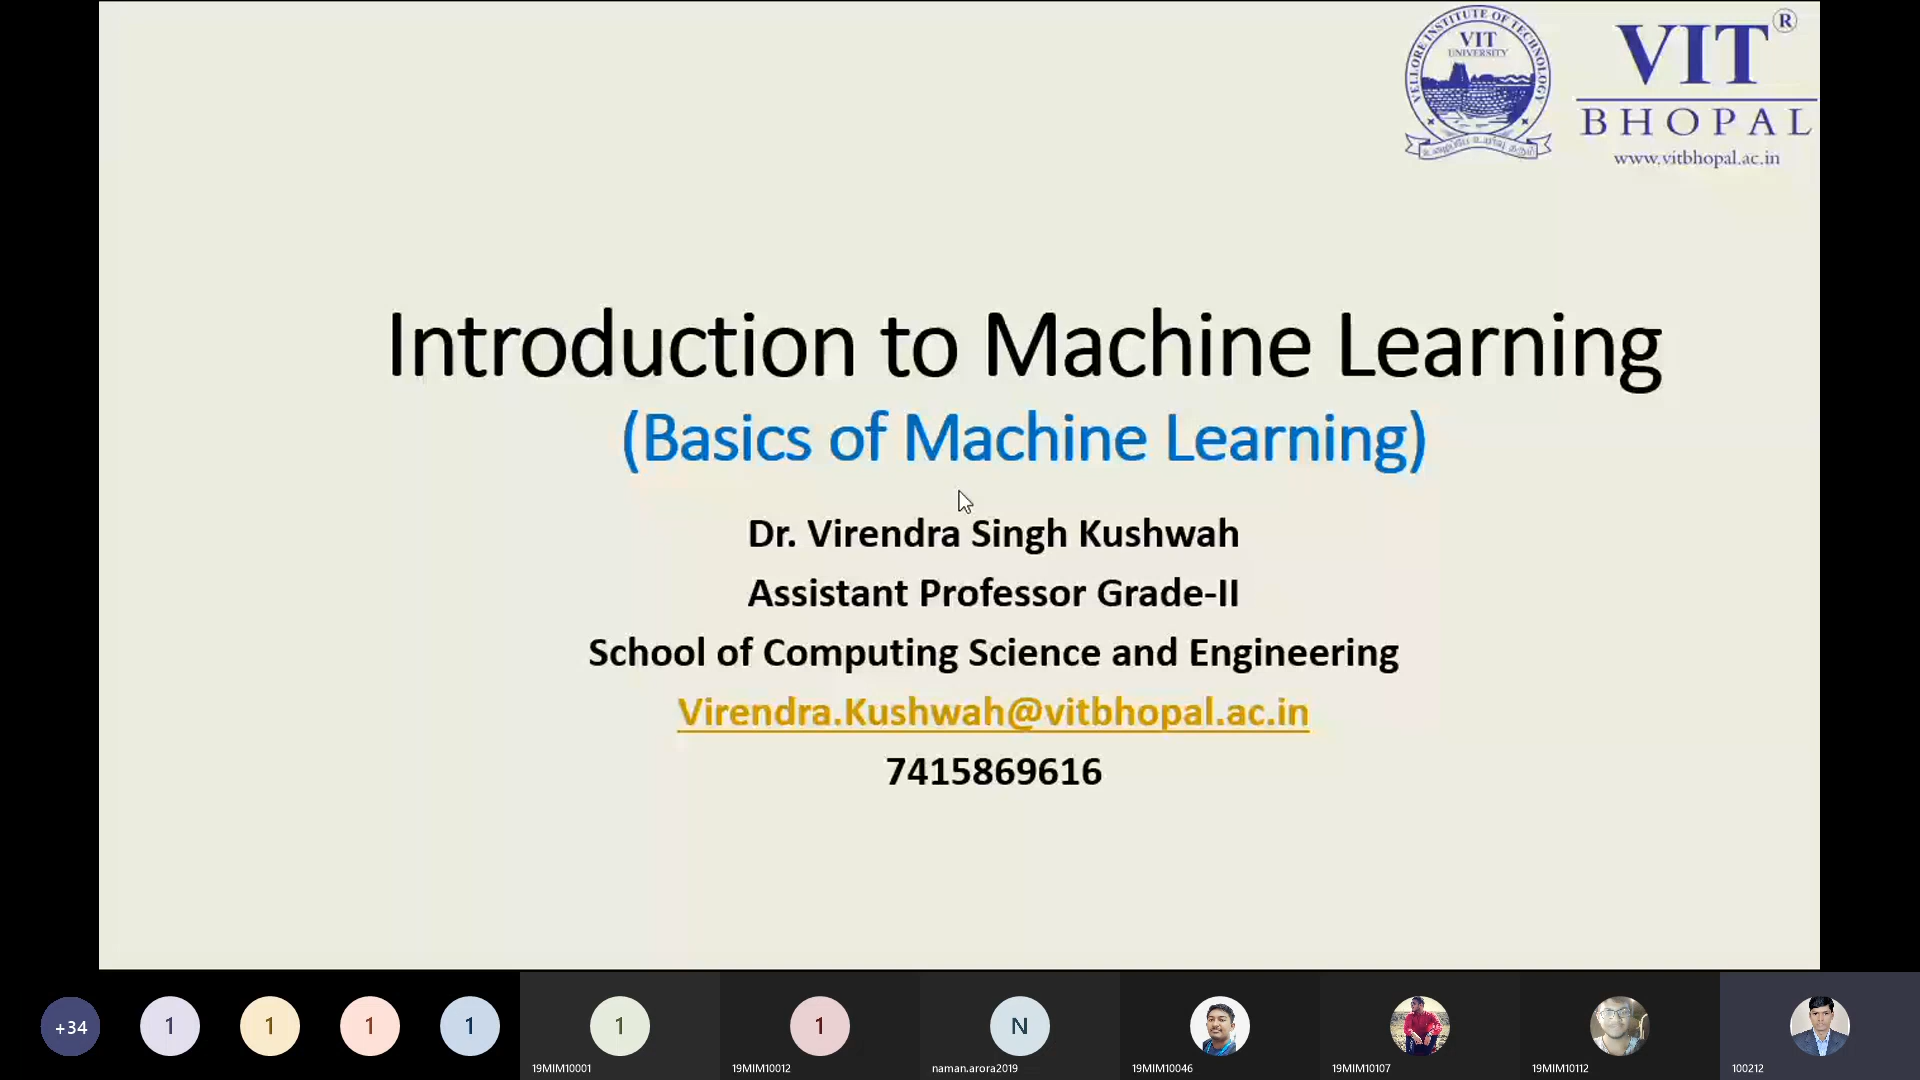 VELLORE INSTITUTE OF TECHNOLOGY
VIT
UNIVERSITY
VIT®
BHOPAL
www.vitbhopal.ac.in
Introduction to Machine Learning
(Basics of Machine Learning)
Dr. Virendra Singh Kushwah
Assistant Professor Grade-II
School of Computing Science and Engineering
Virendra.Kushwah@vitbhopal.ac.in
7415869616
+34
1
1
1
1
1
1
N
19MIM10001
19MIM10012
naman.arora2019
19MIM10046
19MIM10107
19MIM10112
100212